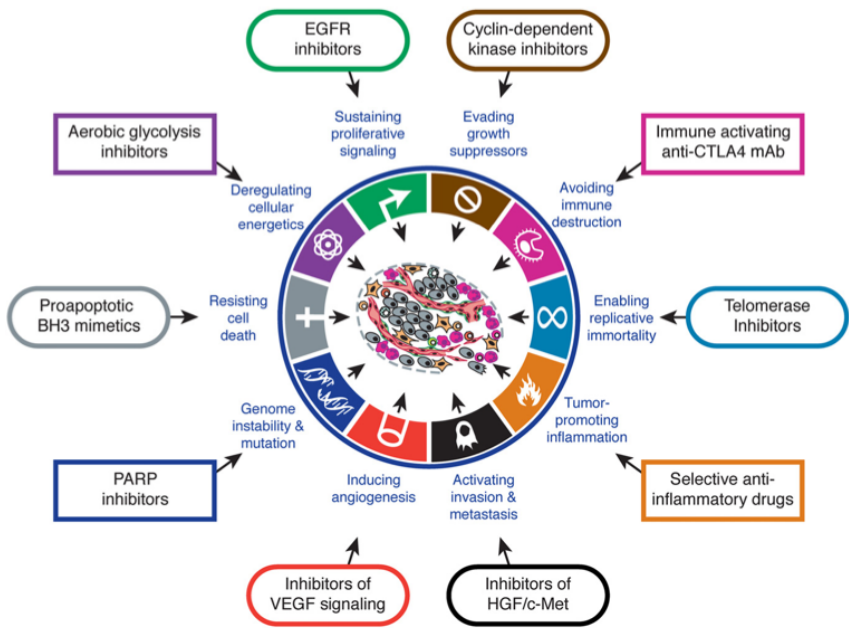 EGFR
inhibitors
Cyclin-dependent
kinase inhibitors
Sustaining
proliferative
signaling
Evading
growth
suppressors
Aerobic glycolysis
inhibitors
Immune activating
anti-CTLA4 mAb
Deregulating
cellular
energetics
Avoiding
immune
destruction
Proapoptotic
BH3 mimetics
Resisting
cell
death
Enabling
replicative
immortality
Telomerase
Inhibitors
Genome
instability &
mutation
Tumor-
promoting
inflammation
PARP
inhibitors
Inducing
angiogenesis
Activating
invasion &
metastasis
Selective anti-
inflammatory drugs
Inhibitors of
VEGF signaling
Inhibitors of
HGF/c-Met